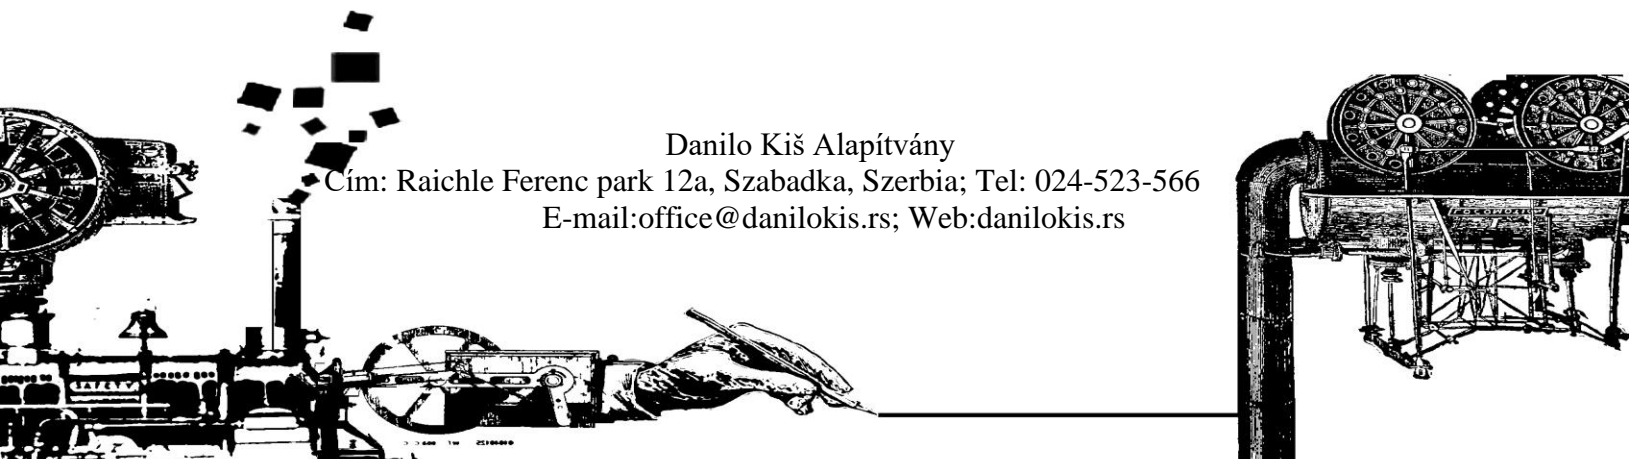 Danilo Kiš Alapítvány
Cím: Raichle Ferenc park 12a, Szabadka, Szerbia; Tel: 024-523-566
E-mail:office@danilokis.rs; Web:danilokis.rs
SAFETY